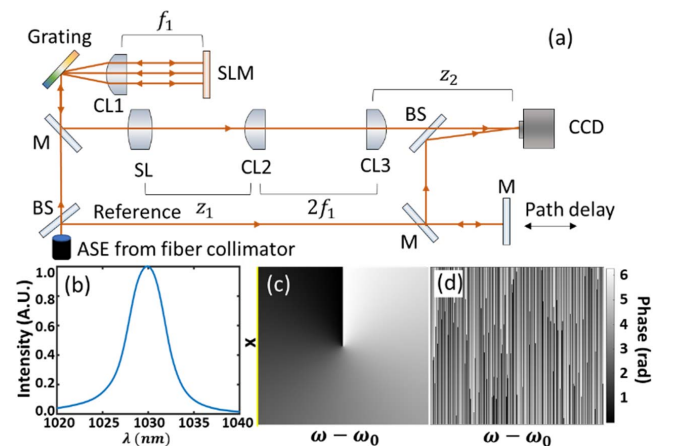 f₁
(a)
Grating
SLM
z₂
CL1
BS
CCD
M
SL
CL2
CL3
z₁
2f₁
M
BS
Reference
Path delay
M
ASE from fiber collimator
(b)
(c)
(d)
Intensity (A.U.)
1.0
0.8
0.6
0.4
0.2
0.0
1020
1025
1030
1035
1040
λ (nm)
x
ω − ω₀
ω − ω₀
6
5
4
3
2
1
Phase (rad)